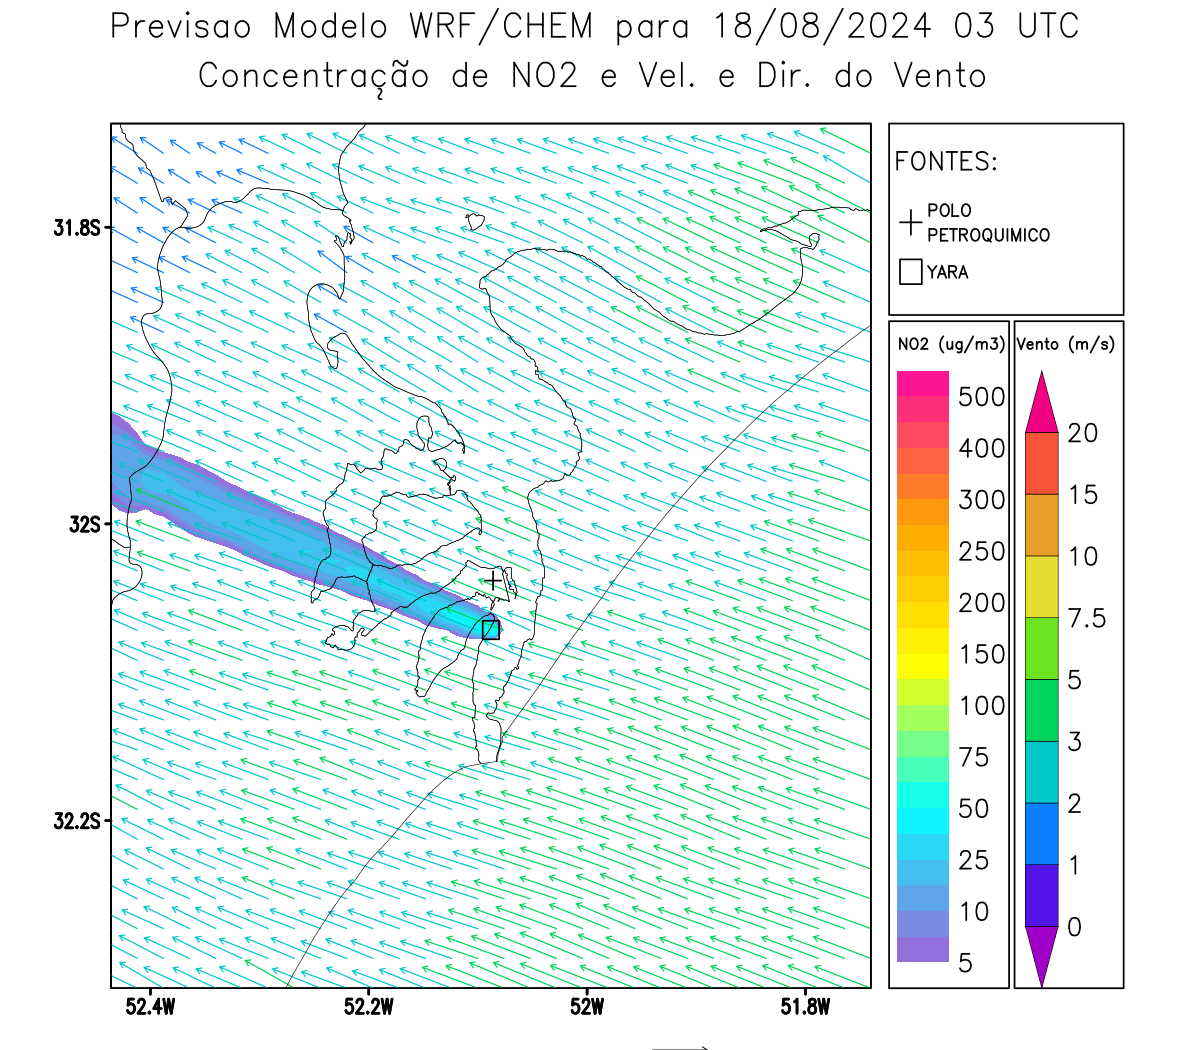 Previsao Modelo WRF/CHEM para 18/08/2024 03 UTC
Concentração de NO2 e Vel. e Dir. do Vento
FONTES:
POLO
PETROQUIMICO
YARA
31.8S
32S
32.2S
52.4W
52.2W
52W
51.8W
NO2 (ug/m3)
500
400
300
250
200
150
100
75
50
25
10
5
Vento (m/s)
20
15
10
7.5
5
3
2
1
0